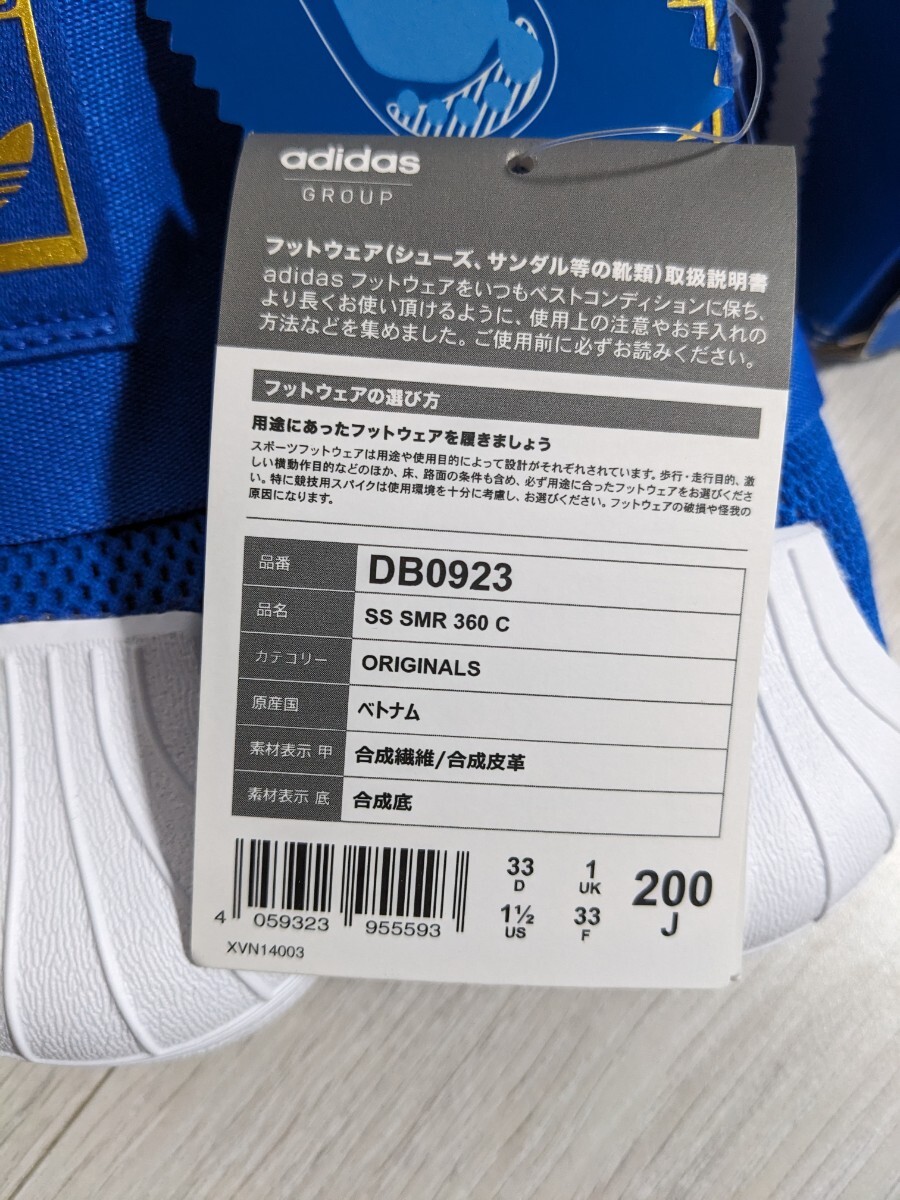 adidas
GROUP
フットウェア(シューズ、サンダル等の靴類)取扱説明書
adidas フットウェアをいつもベストコンディションに保ち、
より長くお使い頂けるように、使用上の注意やお手入れの
方法などを集めました。ご使用前に必ずお読みください。
フットウェアの選び方
用途にあったフットウェアを履きましょう
スポーツフットウェアは用途や使用目的によって設計がそれぞれされています。歩行・走行目的、激
しい横動作目的などのほか、床、路面の条件も含め、必ず用途に合ったフットウェアをお選びくださ
い。特に競技用スパイクは使用環境を十分に考慮し、お選びください。フットウェアの破損や怪我の
原因になります。
品番 DB0923
品名 SS SMR 360 C
カテゴリー ORIGINALS
原産国 ベトナム
素材表示 甲 合成繊維/合成皮革
素材表示 底 合成底
33 D
1 UK
1½ US
33 F
200 J
4 059323 955593
XVN14003